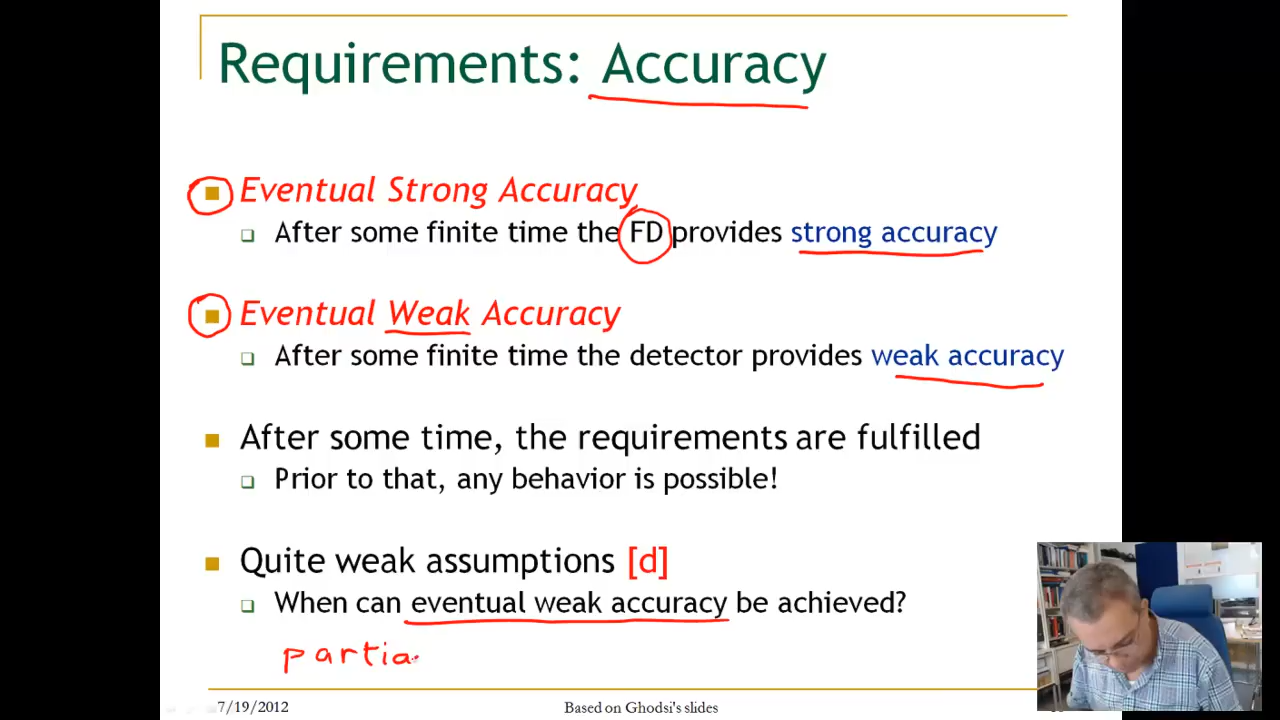 Requirements: Accuracy
Eventual Strong Accuracy
After some finite time the FD provides strong accuracy
Eventual Weak Accuracy
After some finite time the detector provides weak accuracy
After some time, the requirements are fulfilled
Prior to that, any behavior is possible!
Quite weak assumptions [d]
When can eventual weak accuracy be achieved?
partia
7/19/2012
Based on Ghodsi's slides